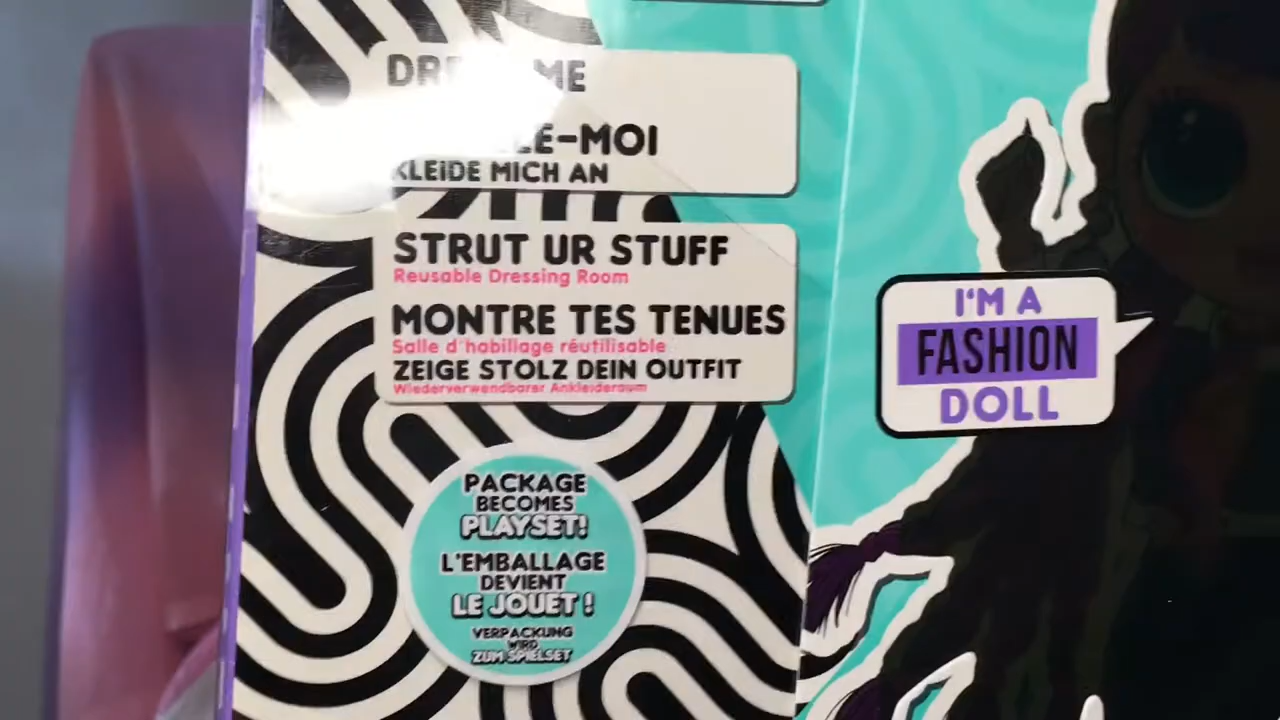 ME
KLEIDE MICH AN
STRUT UR STUFF
Reusable Dressing Room
MONTRE TES TENUES
Salle d'habillage réutilisable
ZEIGE STOLZ DEIN OUTFIT
Wiederverwendbarer Ankleideraum
PACKAGE
BECOMES
PLAYSET!
L'EMBALLAGE
DEVIENT
LE JOUET !
VERPACKUNG
WIRD
ZUM SPIELSET
I'M A
FASHION
DOLL